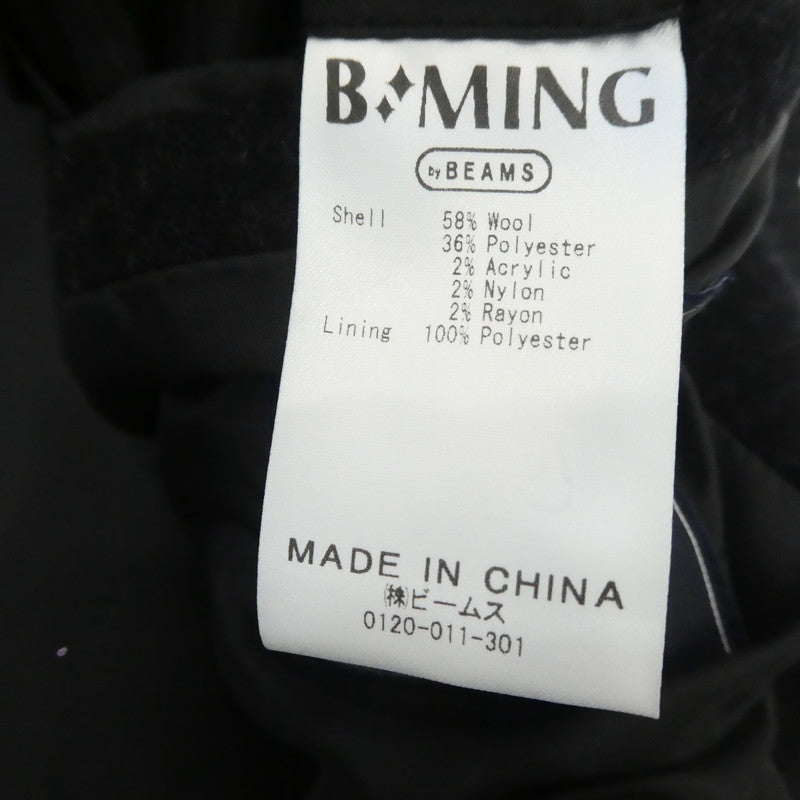 B:MING
by BEAMS
Shell 58% Wool
36% Polyester
2% Acrylic
2% Nylon
2% Rayon
Lining 100% Polyester
MADE IN CHINA
㈱ビームス
0120-011-301